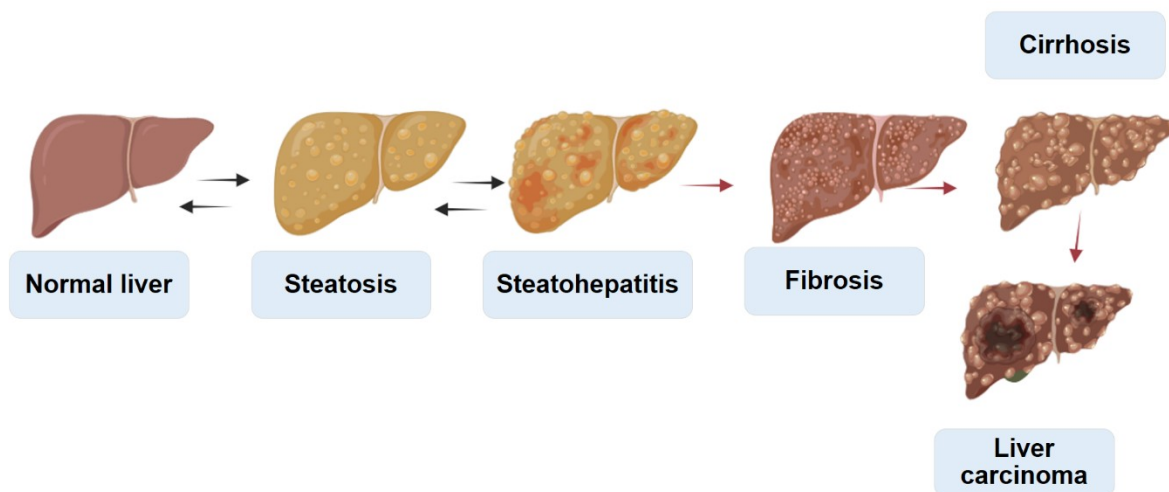 Cirrhosis
Normal liver
Steatosis
Steatohepatitis
Fibrosis
Liver
carcinoma